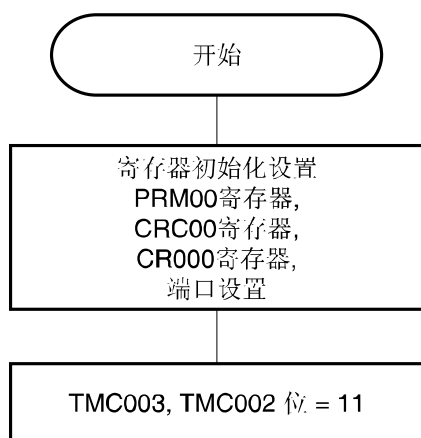 开始
寄存器初始化设置
PRM00寄存器,
CRC00寄存器,
CR000寄存器,
端口设置
TMC003, TMC002 位 = 11